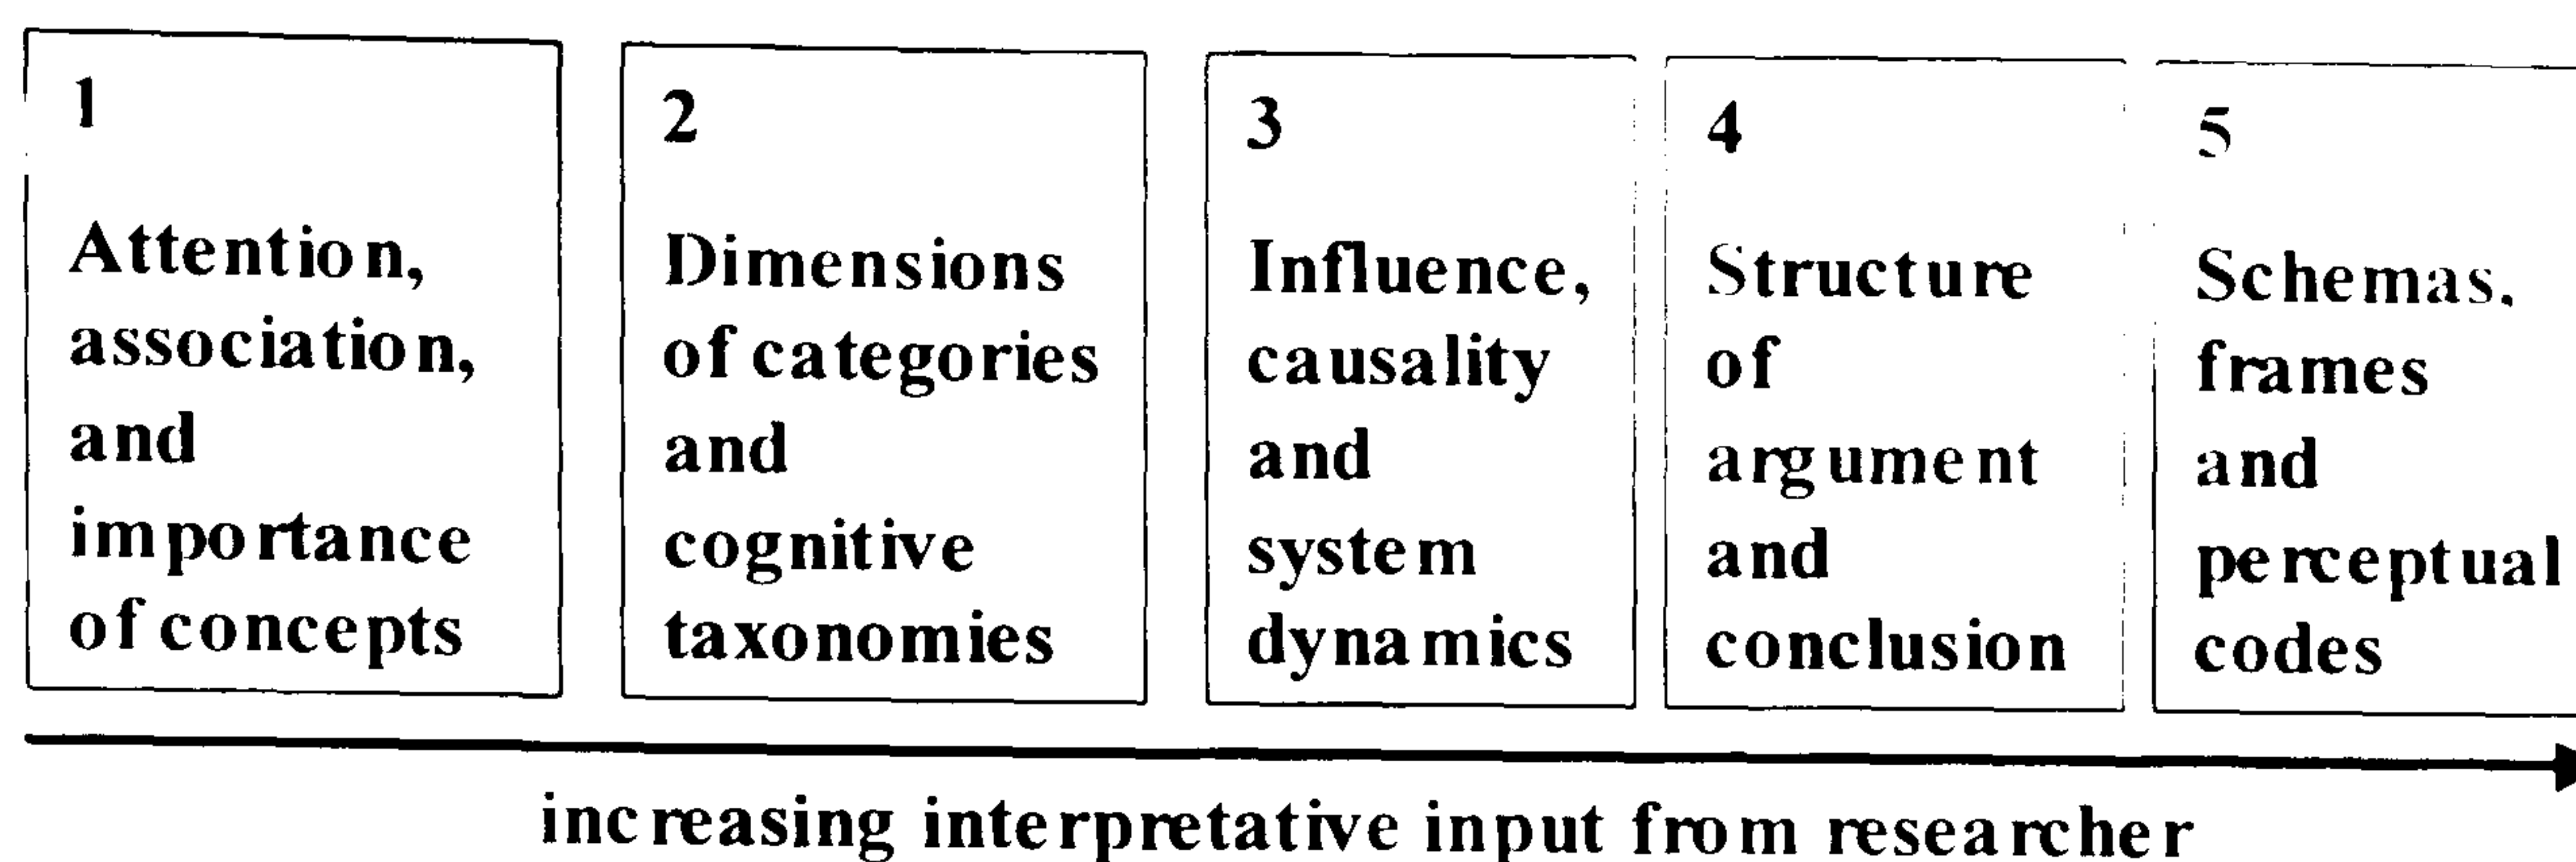 1
Attention,
association,
and
importance
of concepts
2
Dimensions
of categories
and
cognitive
taxonomies
3
Influence,
causality
and
system
dynamics
4
Structure
of
argument
and
conclusion
5
Schemas.
frames
and
perceptual
codes
increasing interpretative input from researcher